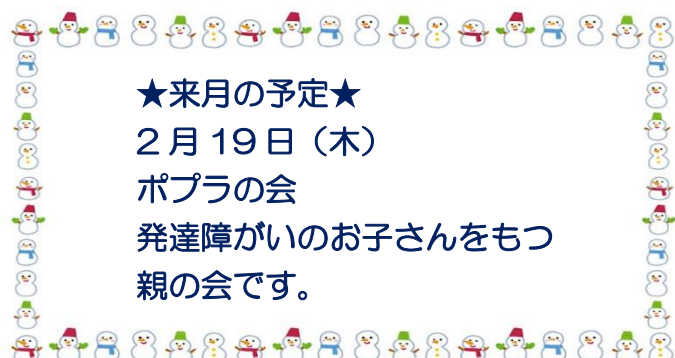 ★来月の予定★
2月19日（木）
ポプラの会
発達障がいのお子さんをもつ
親の会です。